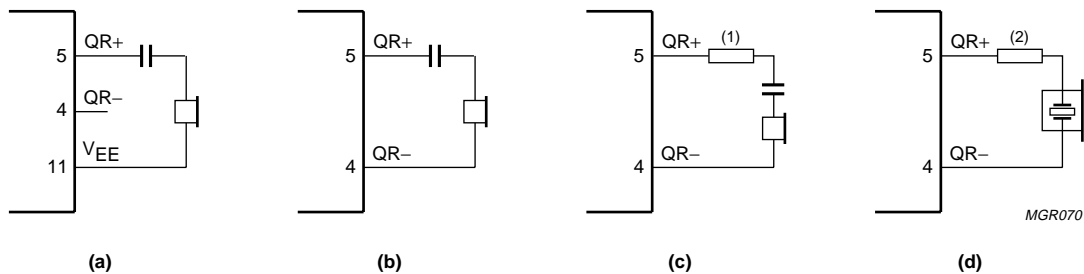 5 QR+
4 QR−
11 VEE
(a)
5 QR+
4 QR−
(b)
5 QR+ (1)
4 QR−
(c)
5 QR+ (2)
4 QR−
MGR070
(d)